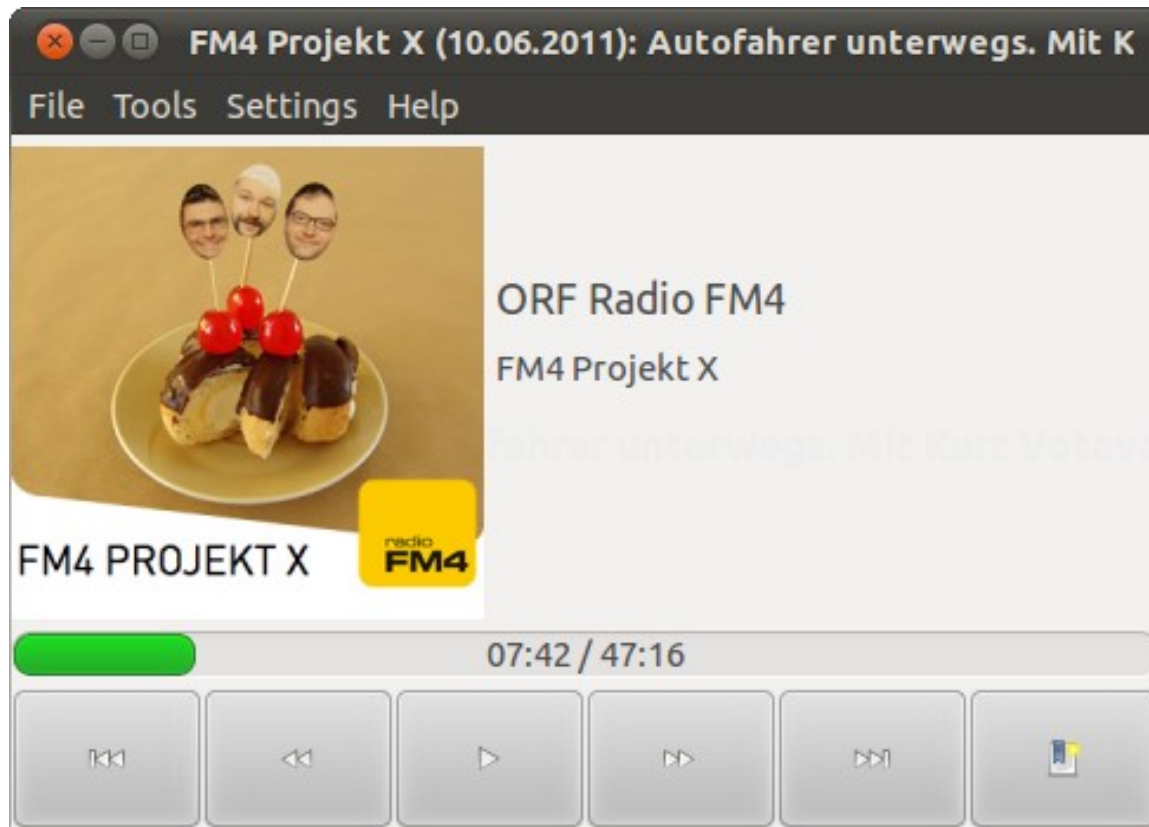 FM4 Projekt X (10.06.2011): Autofahrer unterwegs. Mit K
File Tools Settings Help
ORF Radio FM4
FM4 Projekt X
fahrer unterwegs. Mit Kurt Votava
FM4 PROJEKT X
radio
FM4
07:42 / 47:16